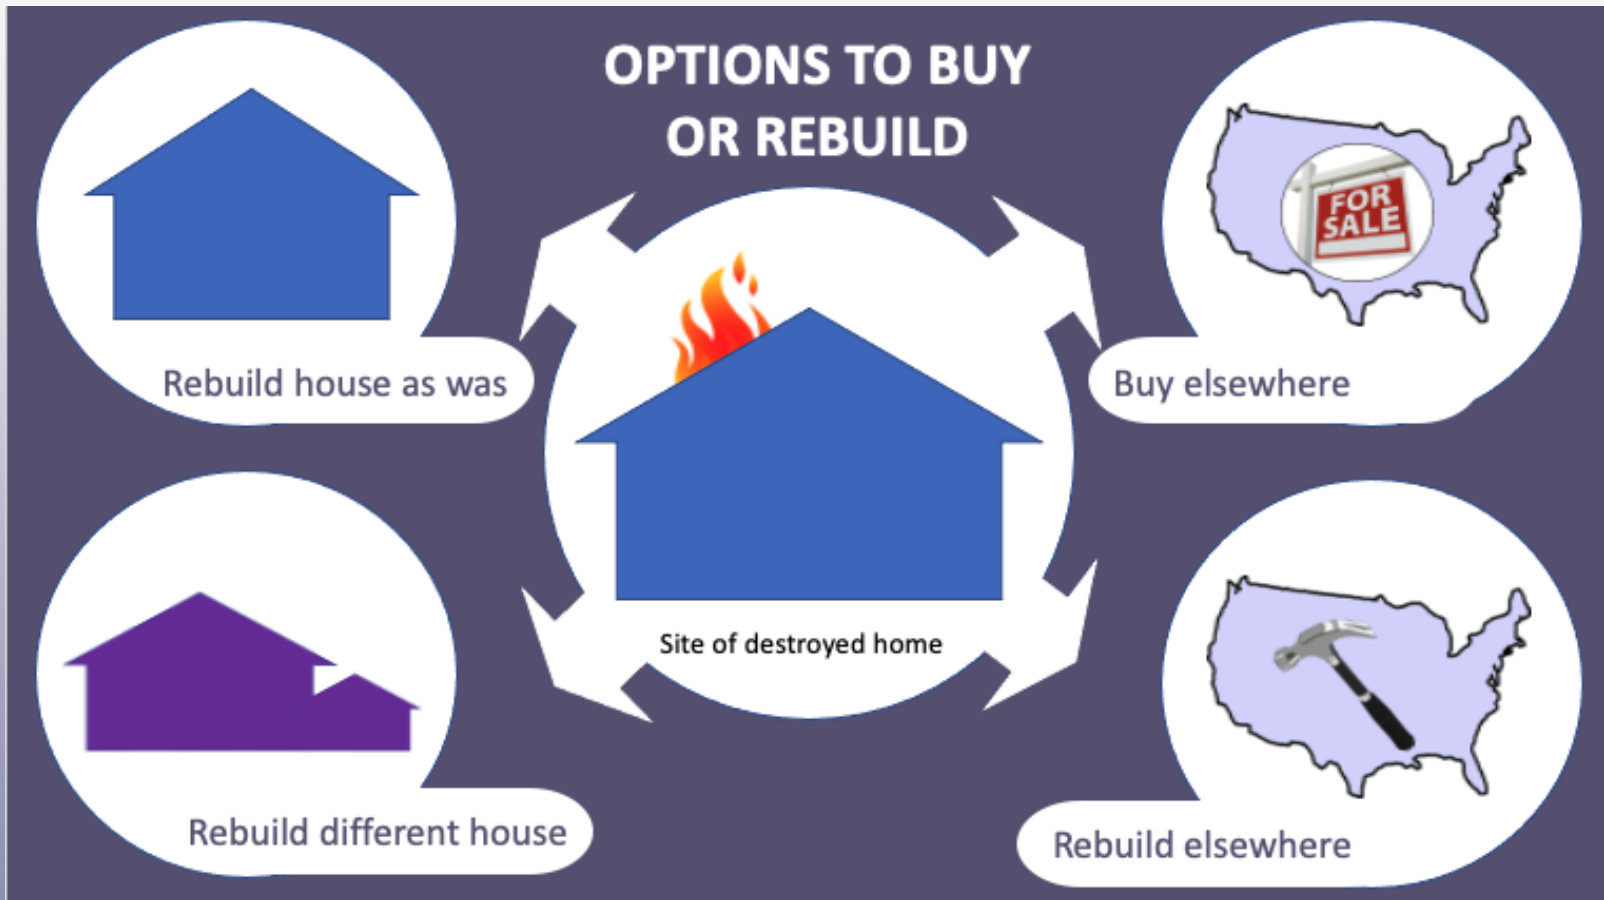 OPTIONS TO BUY
OR REBUILD
FOR
SALE
Rebuild house as was
Buy elsewhere
Site of destroyed home
Rebuild different house
Rebuild elsewhere